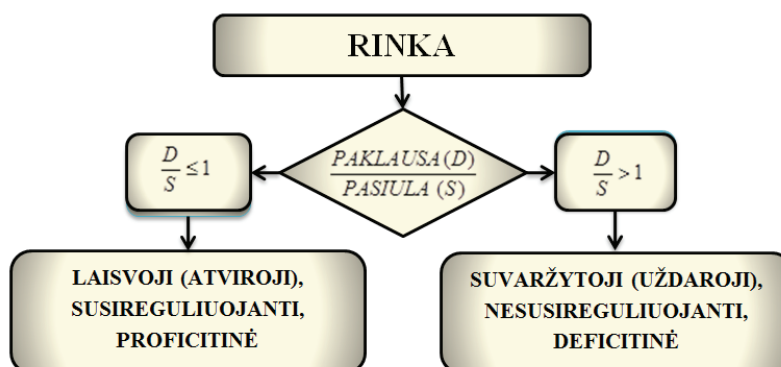 RINKA
PAKLAUSA (D)
PASIULA (S)
D
S ≤ 1
D
S > 1
LAISVOJI (ATVIROJI),
SUSIREGULIUOJANTI,
PROFICITINĖ
SUVARŽYTOJI (UŽDAROJI),
NESUSIREGULIUOJANTI,
DEFICITINĖ